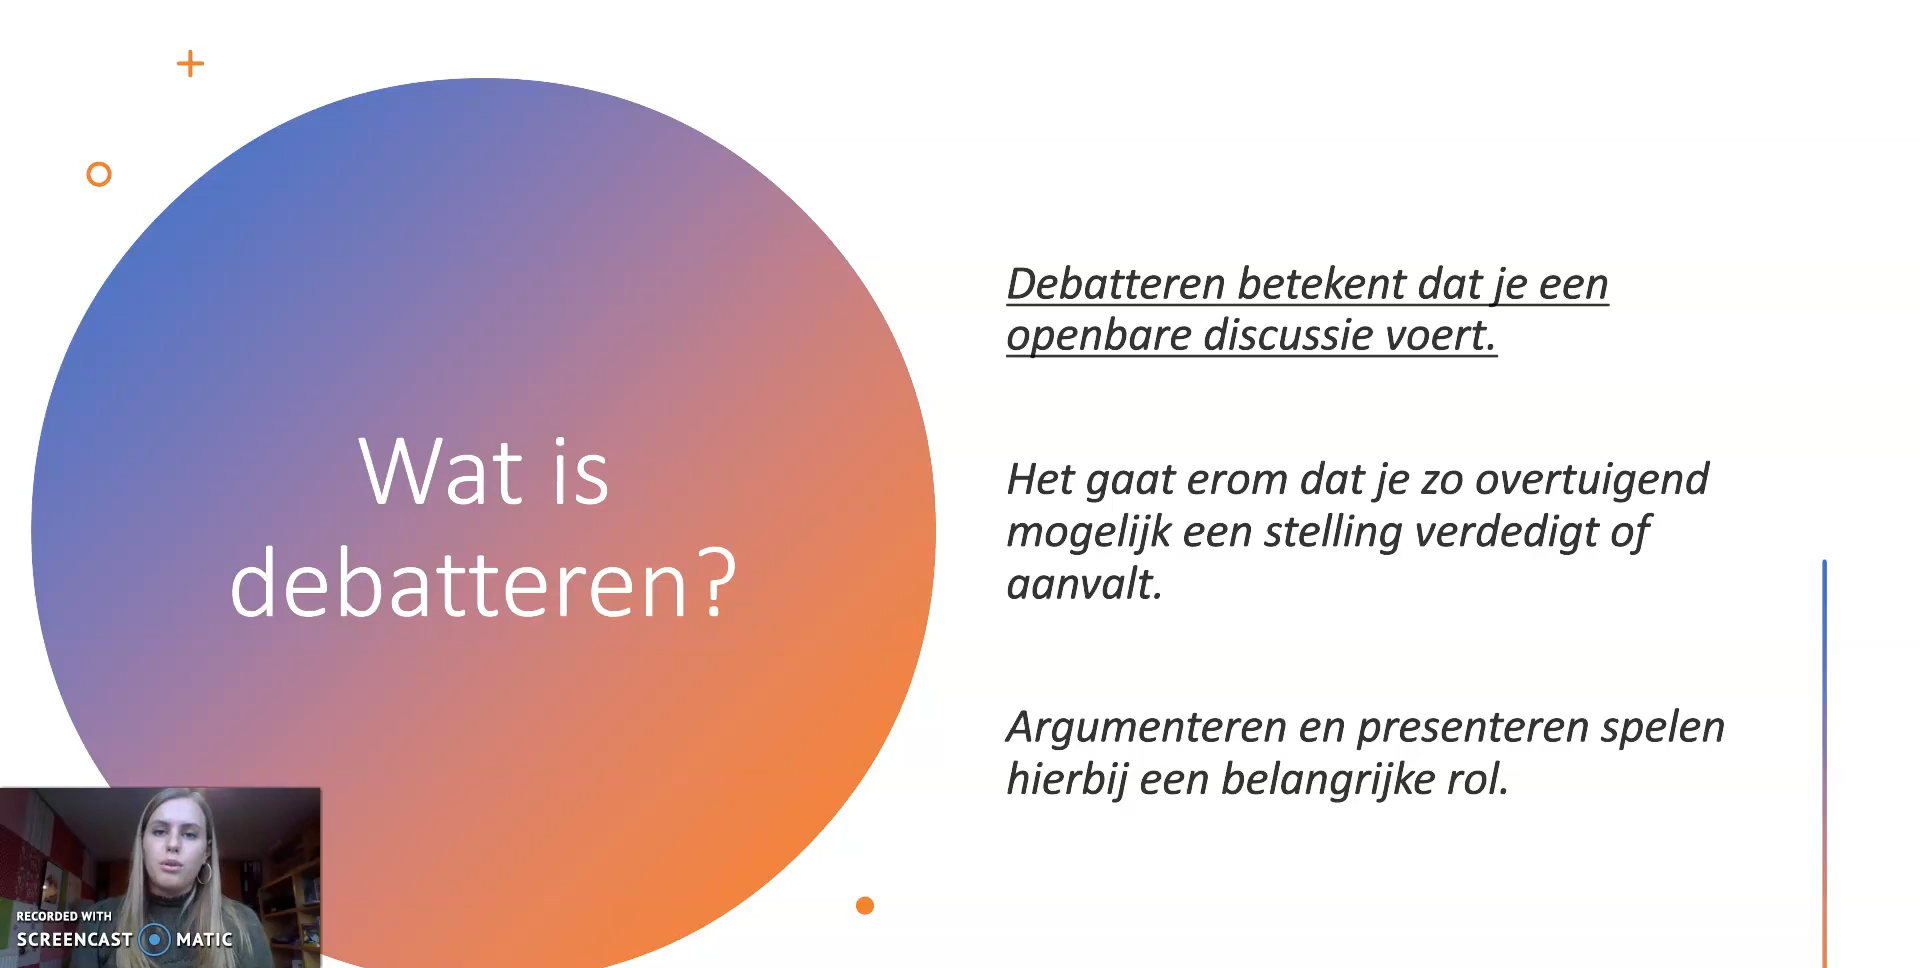 Wat is
debatteren?
Debatteren betekent dat je een
openbare discussie voert.
Het gaat erom dat je zo overtuigend
mogelijk een stelling verdedigt of
aanvalt.
Argumenteren en presenteren spelen
hierbij een belangrijke rol.
RECORDED WITH
SCREENCAST MATIC